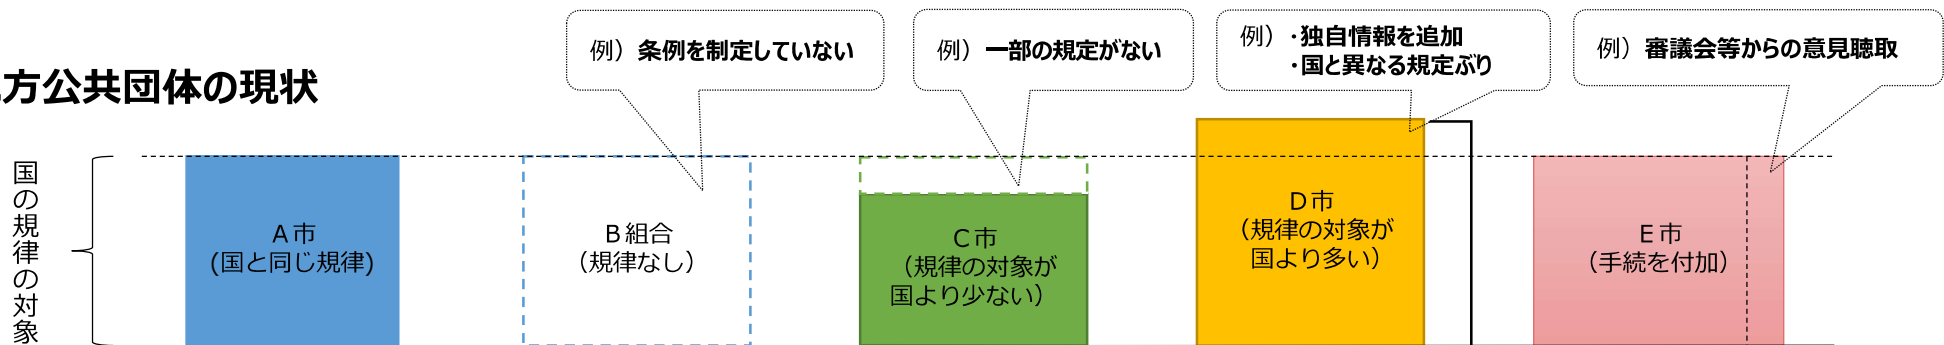 方公共団体の現状
例）条例を制定していない
例）一部の規定がない
例）・独自情報を追加
・国と異なる規定ぶり
例）審議会等からの意見聴取
国の規律の対象
A市
(国と同じ規律)
B組合
（規律なし）
C市
（規律の対象が
国より少ない）
D市
（規律の対象が
国より多い）
E市
（手続を付加）